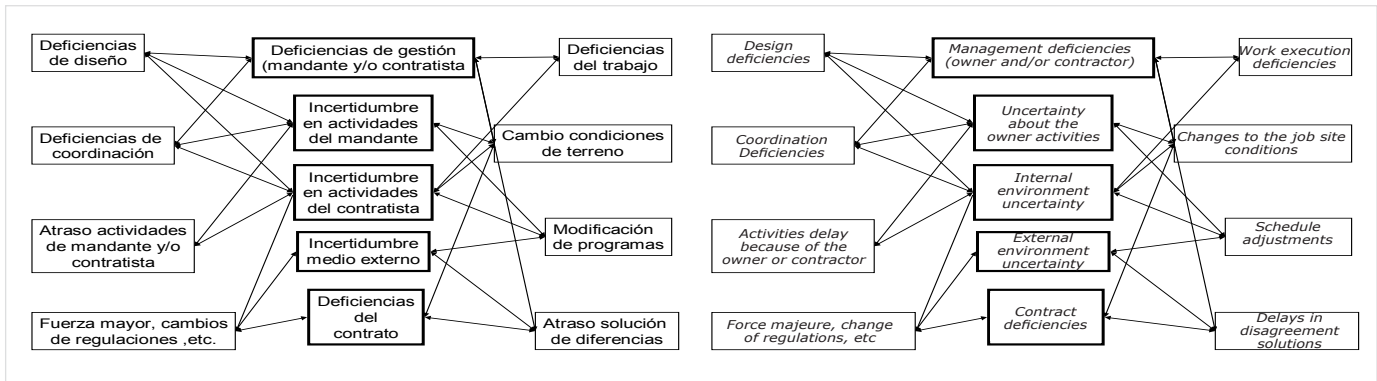 Deficiencias
de diseño
Deficiencias de gestión
(mandante y/o contratista
Deficiencias
del trabajo
Incertidumbre
en actividades
del mandante
Deficiencias de
coordinación
Cambio condiciones
de terreno
Incertidumbre
en actividades
del contratista
Atraso actividades
de mandante y/o
contratista
Incertidumbre
medio externo
Modificación
de programas
Fuerza mayor, cambios
de regulaciones ,etc.
Deficiencias
del
contrato
Atraso solución
de diferencias
Design
deficiencies
Management deficiencies
(owner and/or contractor)
Work execution
deficiencies
Uncertainty
about the
owner activities
Coordination
Deficiencies
Changes to the job site
conditions
Internal
environment
uncertainty
Activities delay
because of the
owner or contractor
External
environment
uncertainty
Schedule
adjustments
Force majeure, change
of regulations, etc
Contract
deficiencies
Delays in
disagreement
solutions